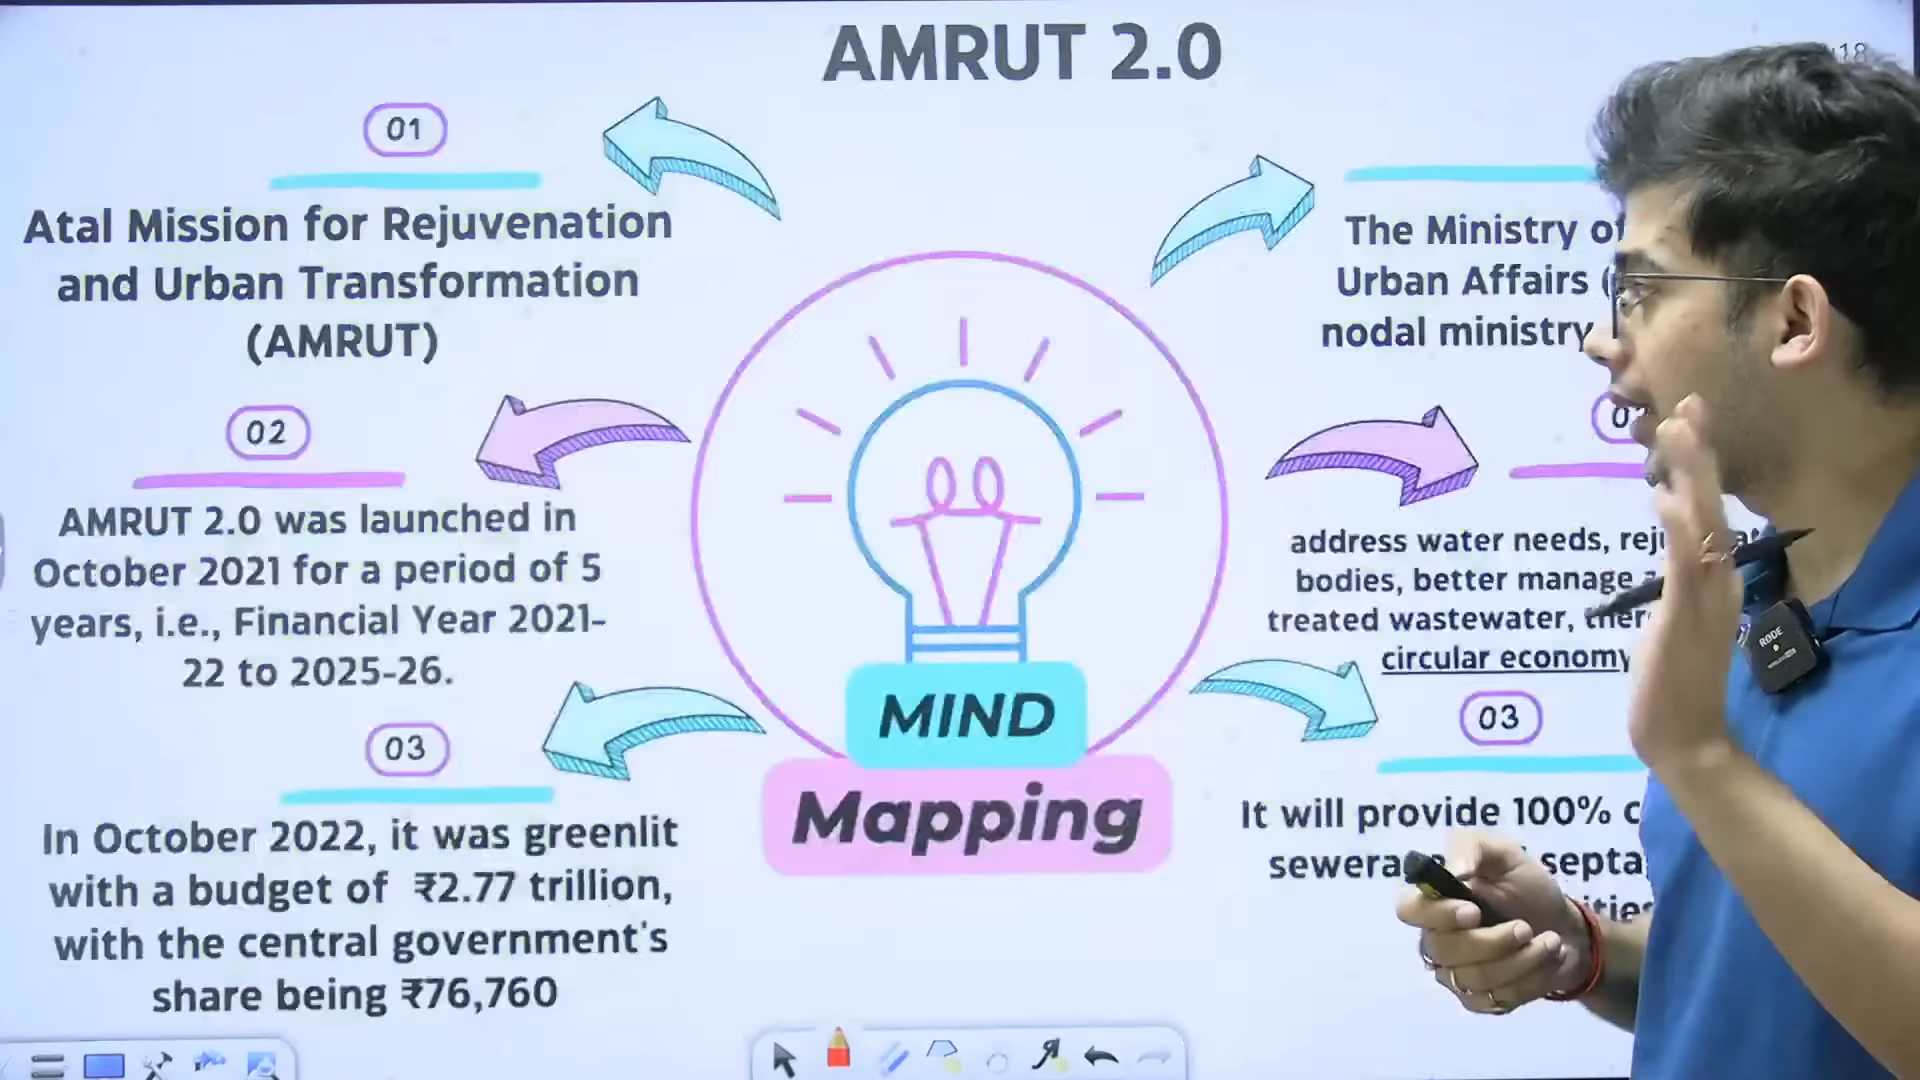 AMRUT 2.0
18
01
Atal Mission for Rejuvenation
and Urban Transformation
(AMRUT)
02
AMRUT 2.0 was launched in
October 2021 for a period of 5
years, i.e., Financial Year 2021-
22 to 2025-26.
03
In October 2022, it was greenlit
with a budget of ₹2.77 trillion,
with the central government's
share being ₹76,760
MIND
Mapping
The Ministry of
Urban Affairs (
nodal ministry
address water needs,
bodies, better manage
treated wastewater,
circular economy
03
It will provide 100%
RODE